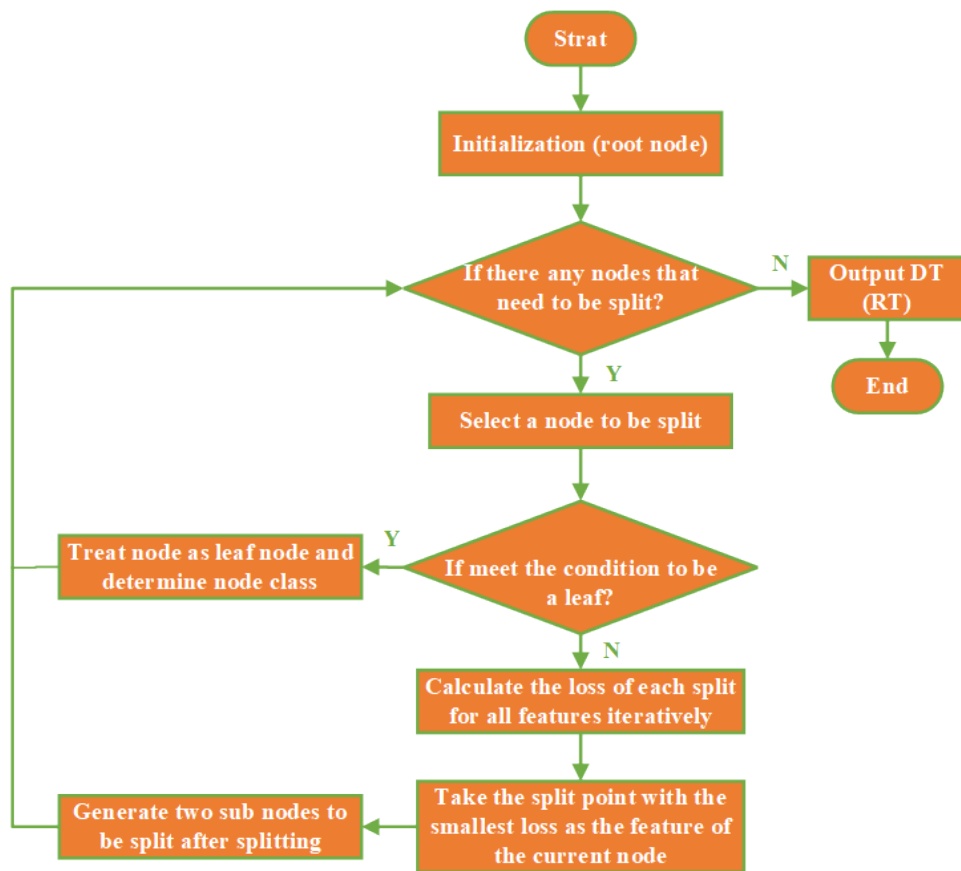 Strat
Initialization (root node)
If there any nodes that
need to be split?
N
Output DT
(RT)
End
Y
Select a node to be split
If meet the condition to be
a leaf?
Y
Treat node as leaf node and
determine node class
N
Calculate the loss of each split
for all features iteratively
Take the split point with the
smallest loss as the feature of
the current node
Generate two sub nodes to
be split after splitting